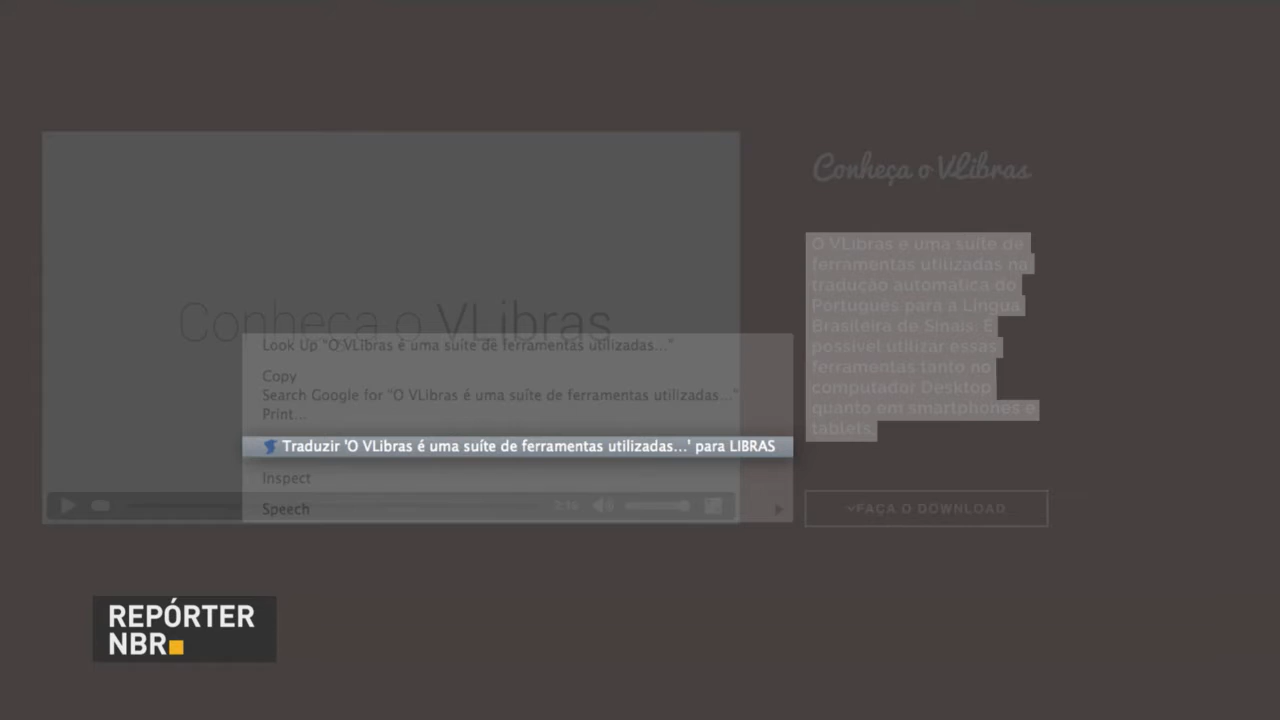 Conheça o VLibras
O VLibras é uma suíte de
ferramentas utilizadas na
tradução automática do
Português para a Língua
Brasileira de Sinais. É
possível utilizar essas
ferramentas tanto no
computador Desktop
quanto em smartphones e
tablets.
Conheça o VLibras
Look Up "O VLibras é uma suíte de ferramentas utilizadas..."
Copy
Search Google for "O VLibras é uma suíte de ferramentas utilizadas..."
Print...
Traduzir 'O VLibras é uma suíte de ferramentas utilizadas...' para LIBRAS
Inspect
Speech
FAÇA O DOWNLOAD
REPÓRTER
NBR